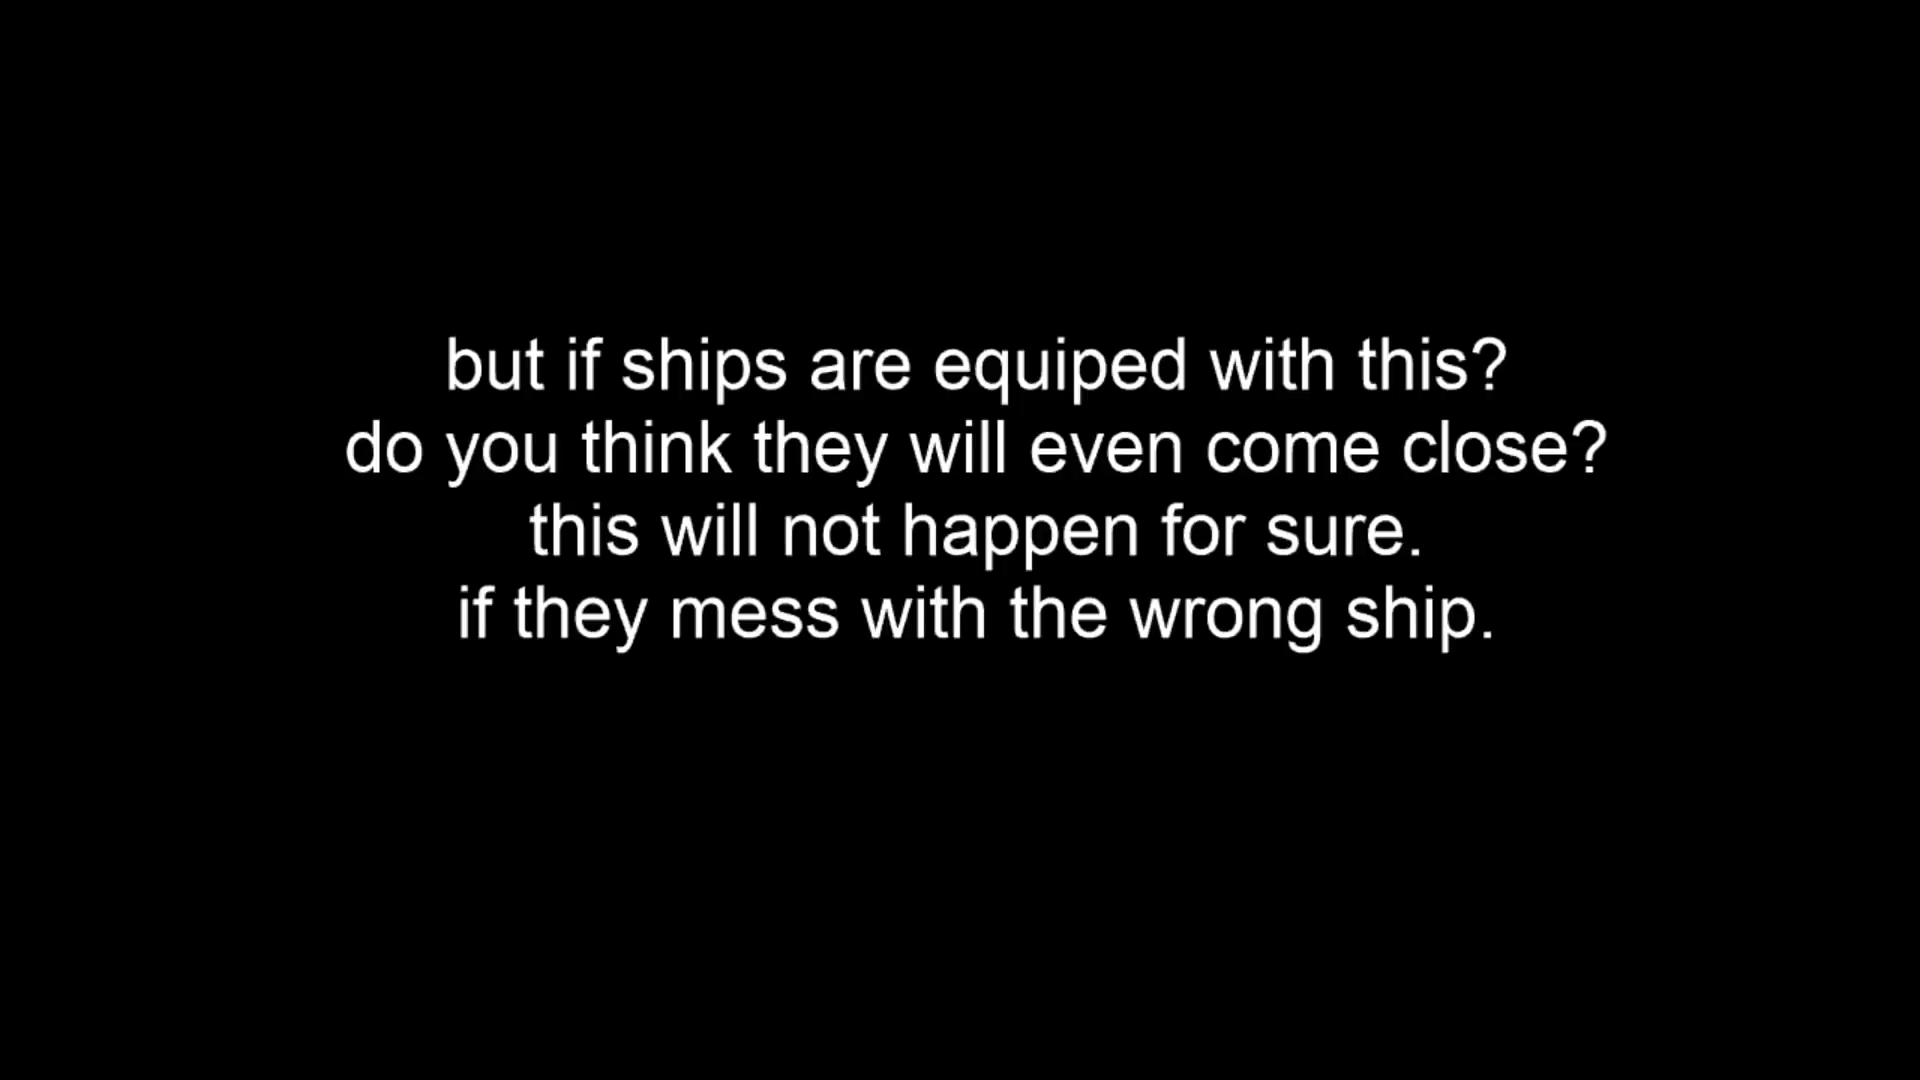 but if ships are equiped with this?
do you think they will even come close?
this will not happen for sure.
if they mess with the wrong ship.